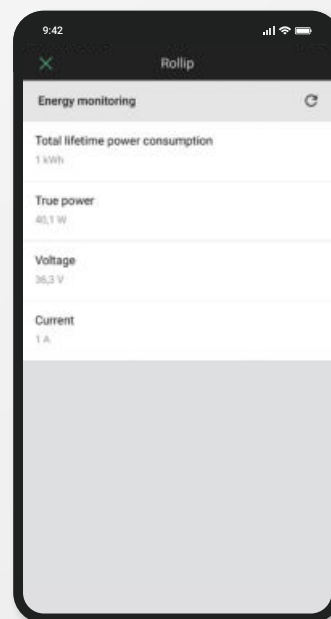 9:42
Rollip
Energy monitoring
Total lifetime power consumption
1 kWh
True power
40,1 W
Voltage
36,3 V
Current
1 A